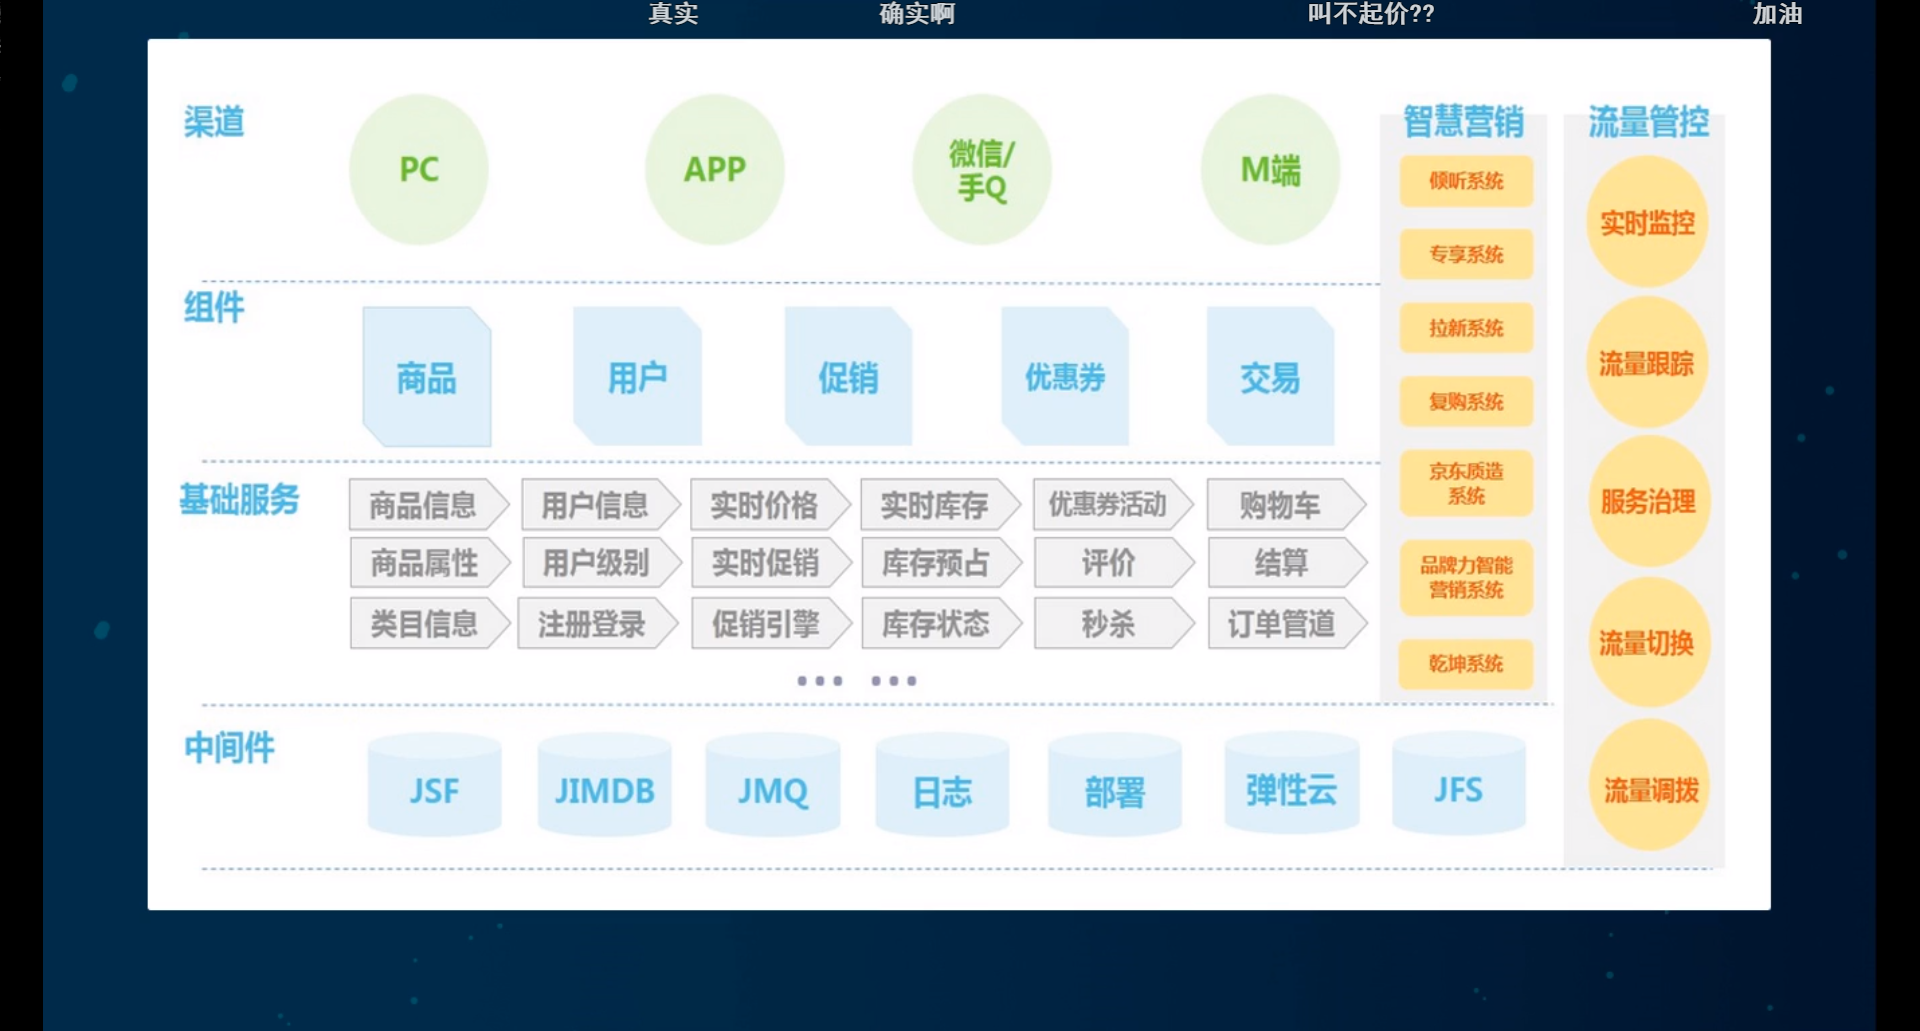 真实
确实啊
叫不起价??
加油
渠道
PC
APP
微信/
手Q
M端
组件
商品
用户
促销
优惠券
交易
基础服务
商品信息
用户信息
实时价格
实时库存
优惠券活动
购物车
商品属性
用户级别
实时促销
库存预占
评价
结算
类目信息
注册登录
促销引擎
库存状态
秒杀
订单管道
... ...
中间件
JSF
JIMDB
JMQ
日志
部署
弹性云
JFS
智慧营销
倾听系统
专享系统
拉新系统
复购系统
京东质造
系统
品牌力智能
营销系统
乾坤系统
流量管控
实时监控
流量跟踪
服务治理
流量切换
流量调拨